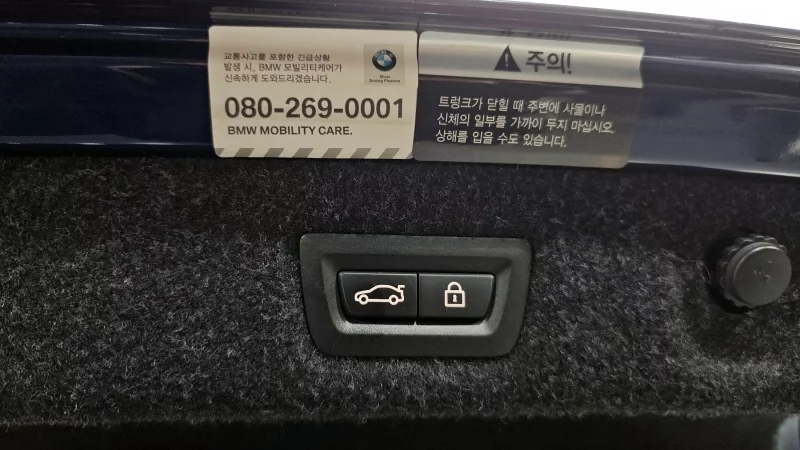 교통사고를 포함한 긴급상황
발생 시, BMW 모빌리티케어가
신속하게 도와드리겠습니다.
080-269-0001
BMW MOBILITY CARE.
주의!
트렁크가 닫힐 때 주변에 사물이나
신체의 일부를 가까이 두지 마십시오.
상해를 입을 수도 있습니다.